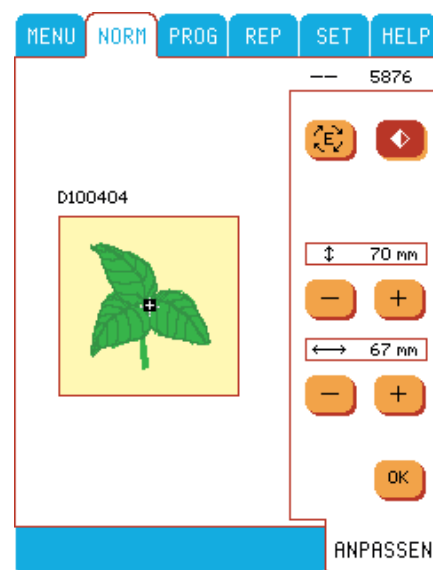 MENU NORM PROG REP SET HELP
-- 5876
E
D100404
↕ 70 mm
− +
↔ 67 mm
− +
OK
ANPASSEN